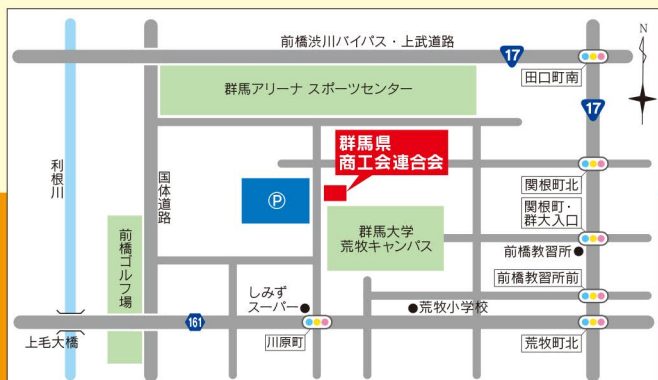 前橋渋川バイパス・上武道路
17
N
田口町南
群馬アリーナ スポーツセンター
17
群馬県
商工会連合会
利根川
国体道路
関根町北
P
関根町・
群大入口
群馬大学
荒牧キャンパス
前橋ゴルフ場
前橋教習所
前橋教習所前
しみず
スーパー
荒牧小学校
161
上毛大橋
川原町
荒牧町北